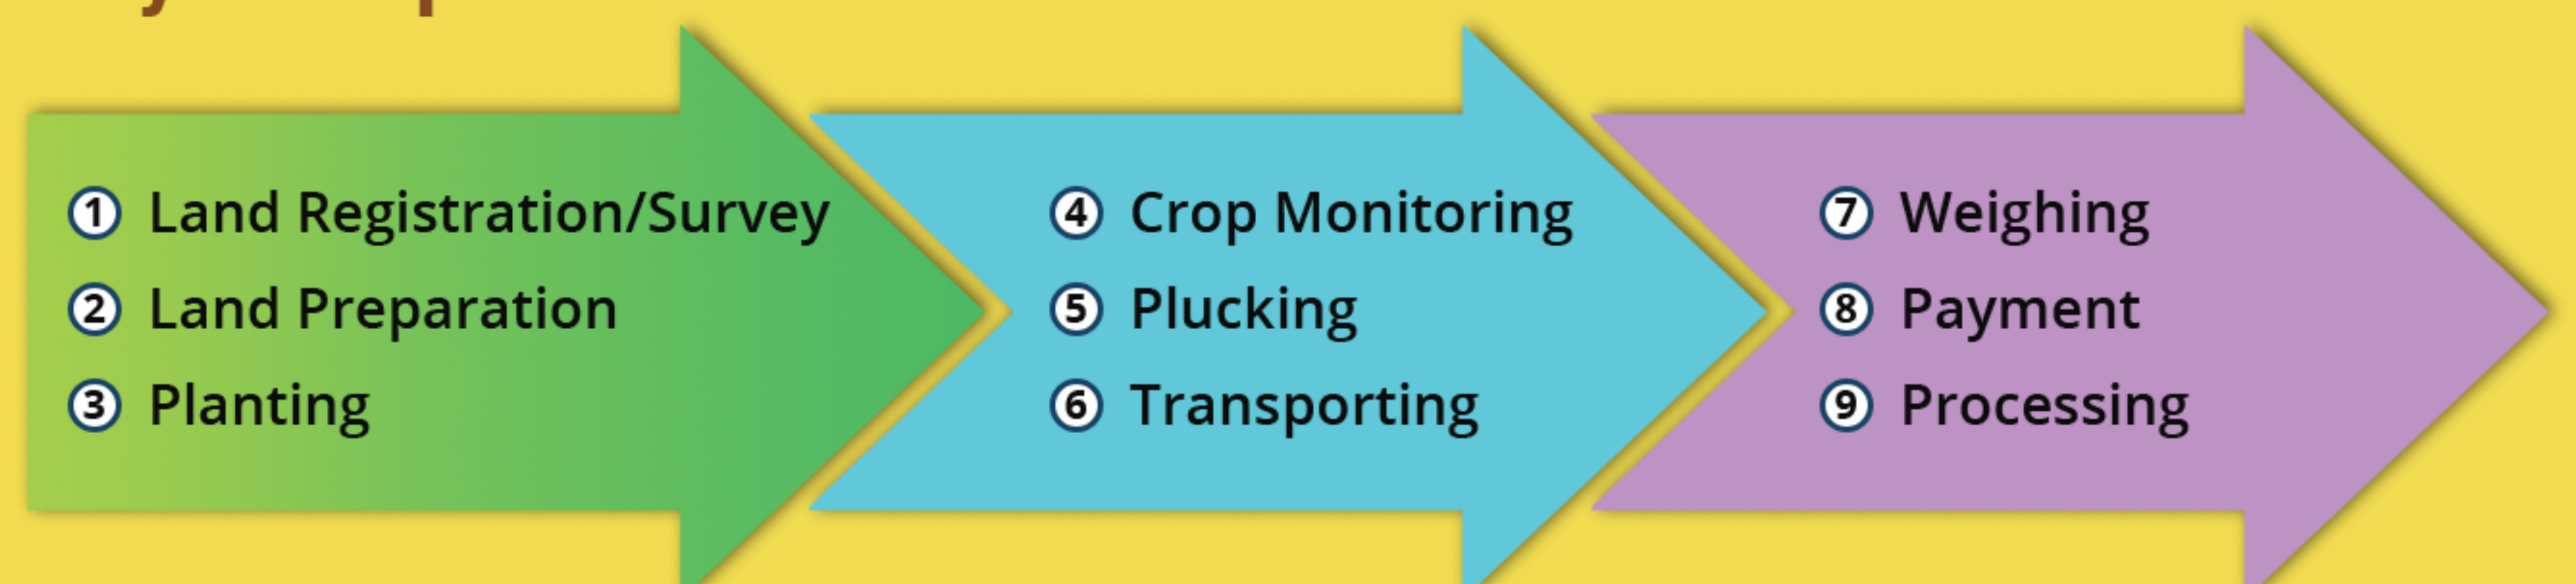 1 Land Registration/Survey
2 Land Preparation
3 Planting
4 Crop Monitoring
5 Plucking
6 Transporting
7 Weighing
8 Payment
9 Processing